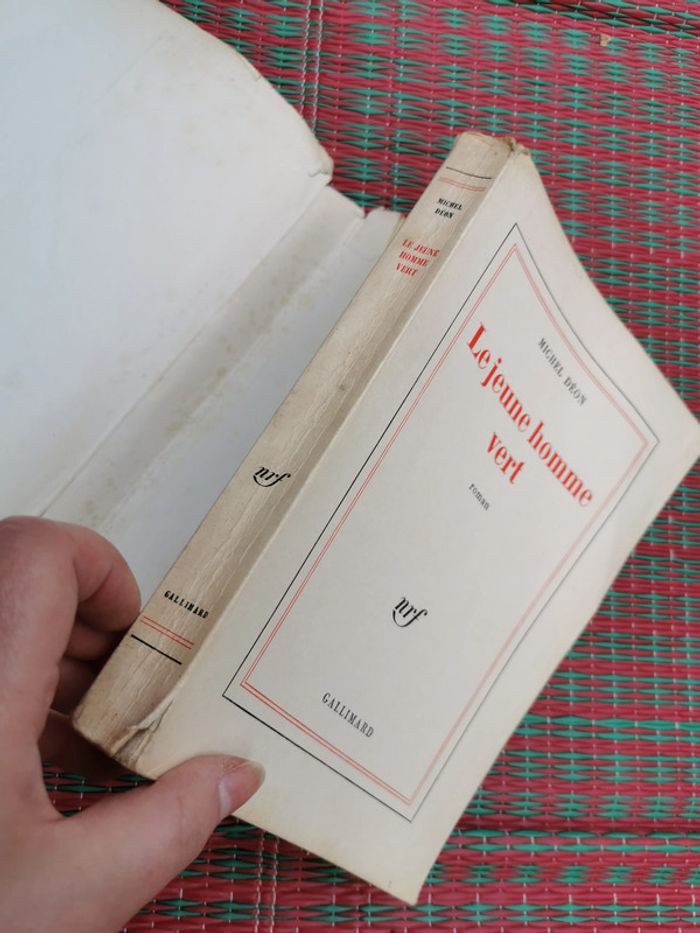 MICHEL
DÉON
LE JEUNE
HOMME
VERT
nrf
GALLIMARD
MICHEL DÉON
Le jeune homme
vert
roman
nrf
GALLIMARD